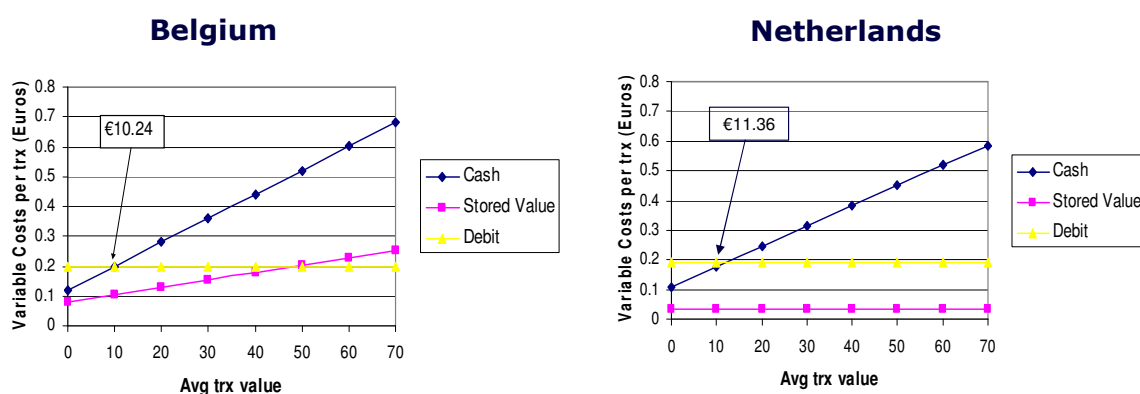 Belgium
Variable Costs per trx (Euros)
0.8
0.7
0.6
0.5
0.4
0.3
0.2
0.1
0
€10.24
0 10 20 30 40 50 60 70
Avg trx value
Cash
Stored Value
Debit
Netherlands
Variable Costs per trx (Euros)
0.8
0.7
0.6
0.5
0.4
0.3
0.2
0.1
0
€11.36
0 10 20 30 40 50 60 70
Avg trx value
Cash
Stored Value
Debit